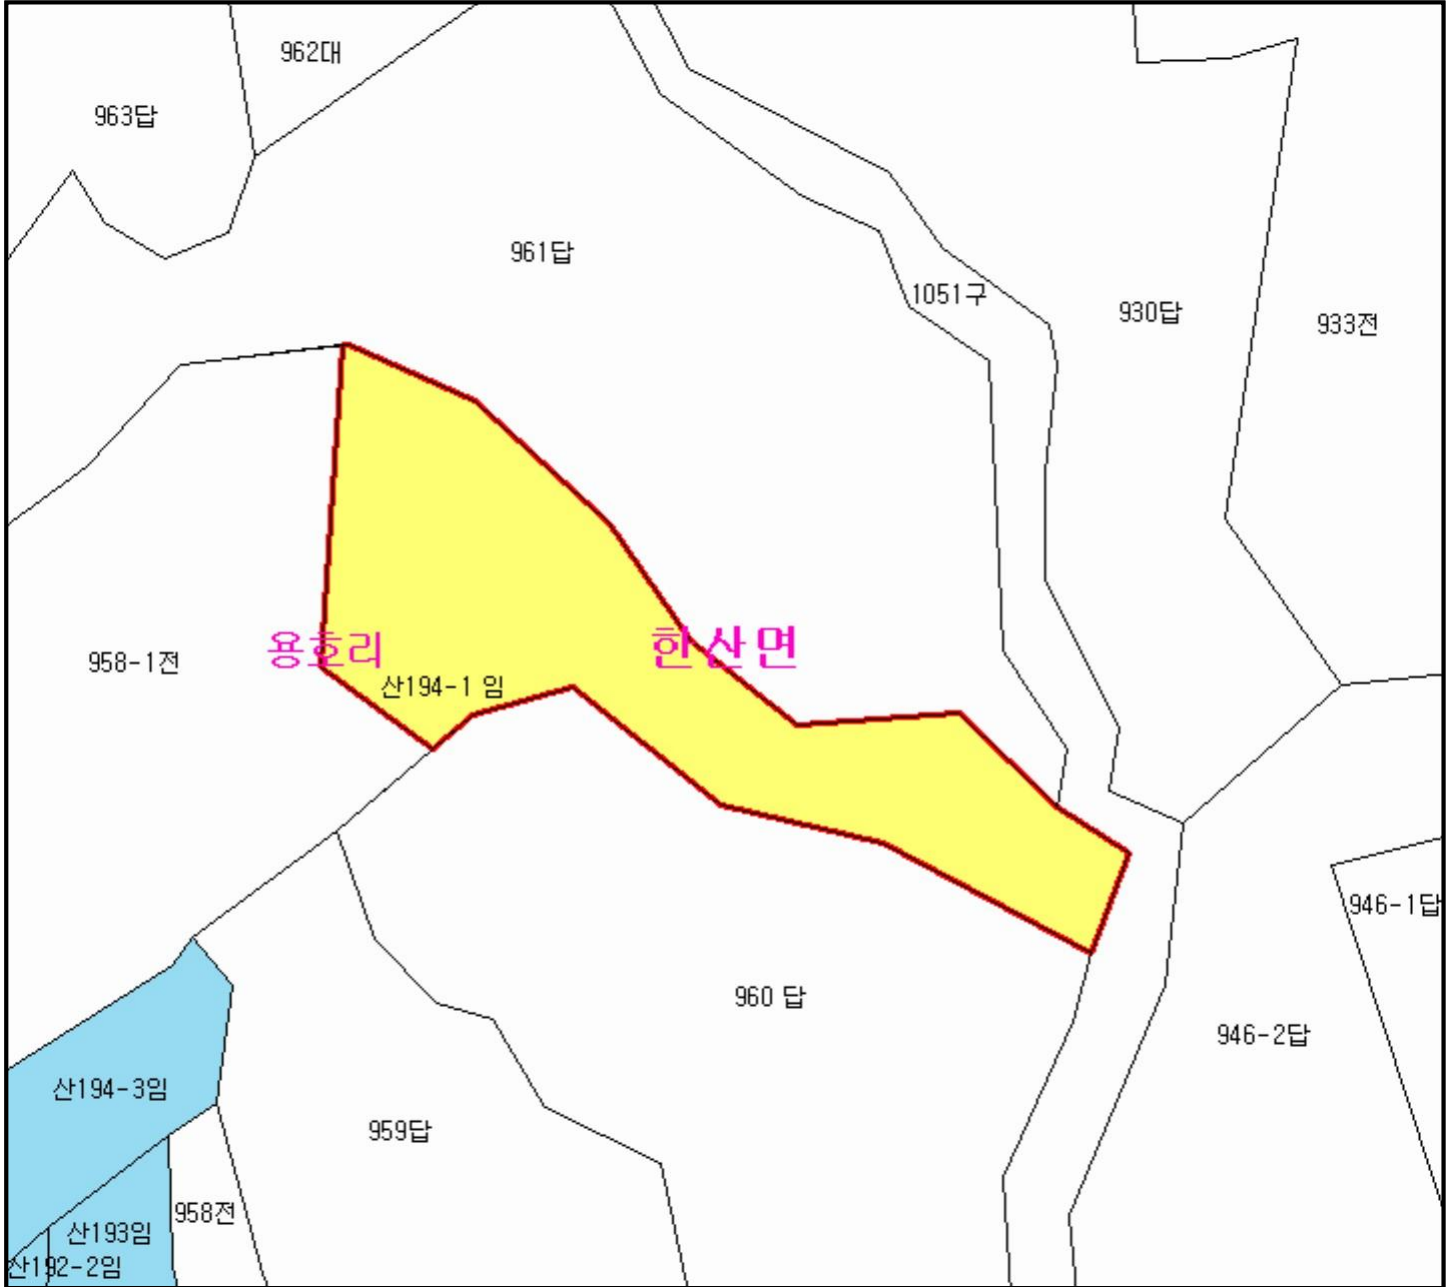 962대
963답
961답
1051구
930답
933전
용호리
한산면
958-1전
산194-1 임
946-1답
960 답
946-2답
산194-3임
959답
958전
산193임
산192-2임